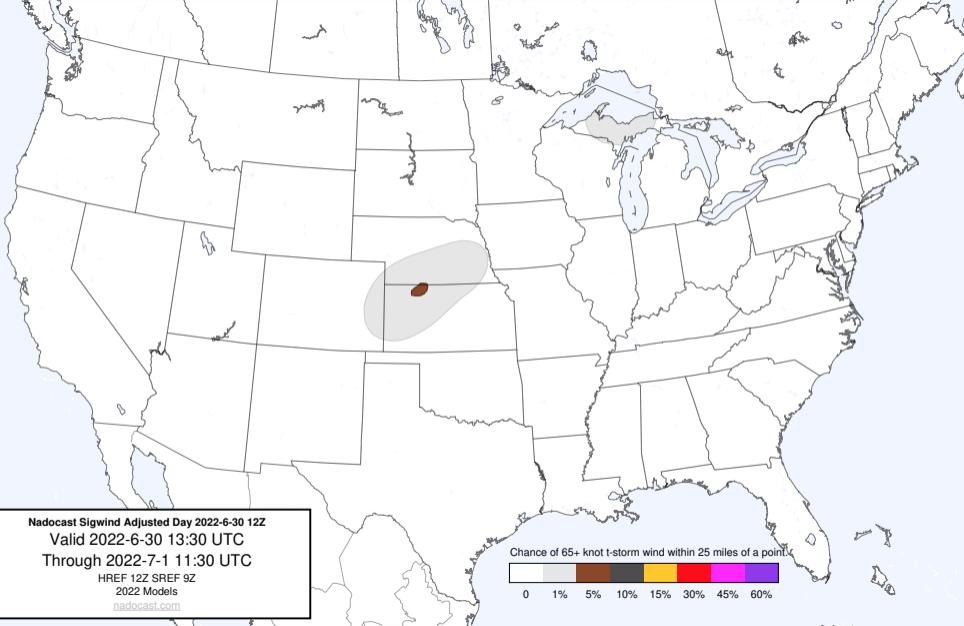 Nadocast Sigwind Adjusted Day 2022-6-30 12Z
Valid 2022-6-30 13:30 UTC
Through 2022-7-1 11:30 UTC
HREF 12Z SREF 9Z
2022 Models
nadocast.com
Chance of 65+ knot t-storm wind within 25 miles of a point.
0 1% 5% 10% 15% 30% 45% 60%